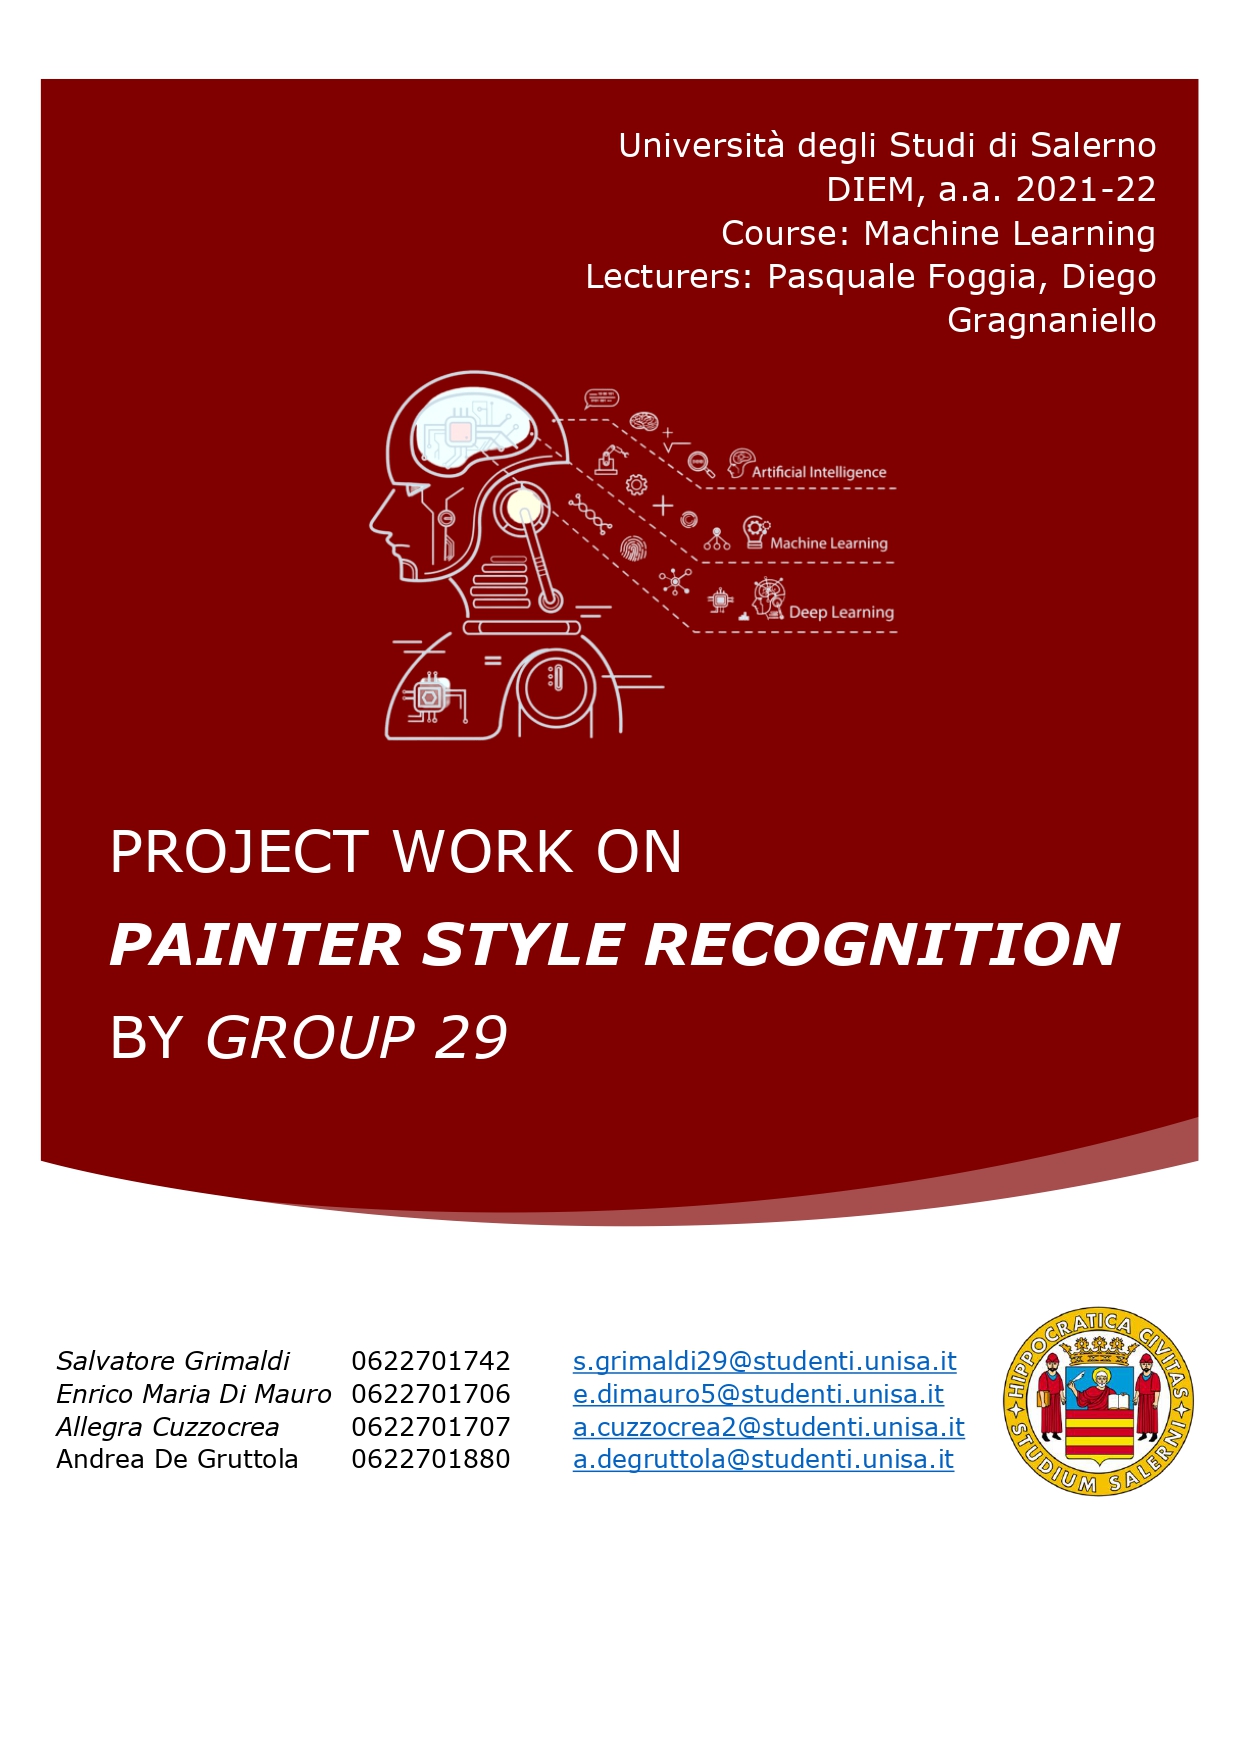 Università degli Studi di Salerno
DIEM, a.a. 2021-22
Course: Machine Learning
Lecturers: Pasquale Foggia, Diego
Gragnaniello
Artificial Intelligence
Machine Learning
Deep Learning
PROJECT WORK ON
PAINTER STYLE RECOGNITION
BY GROUP 29
Salvatore Grimaldi 0622701742 s.grimaldi29@studenti.unisa.it
Enrico Maria Di Mauro 0622701706 e.dimauro5@studenti.unisa.it
Allegra Cuzzocrea 0622701707 a.cuzzocrea2@studenti.unisa.it
Andrea De Gruttola 0622701880 a.degruttola@studenti.unisa.it
HIPPOCRATICA CIVITAS
STUDIUM SALERNI